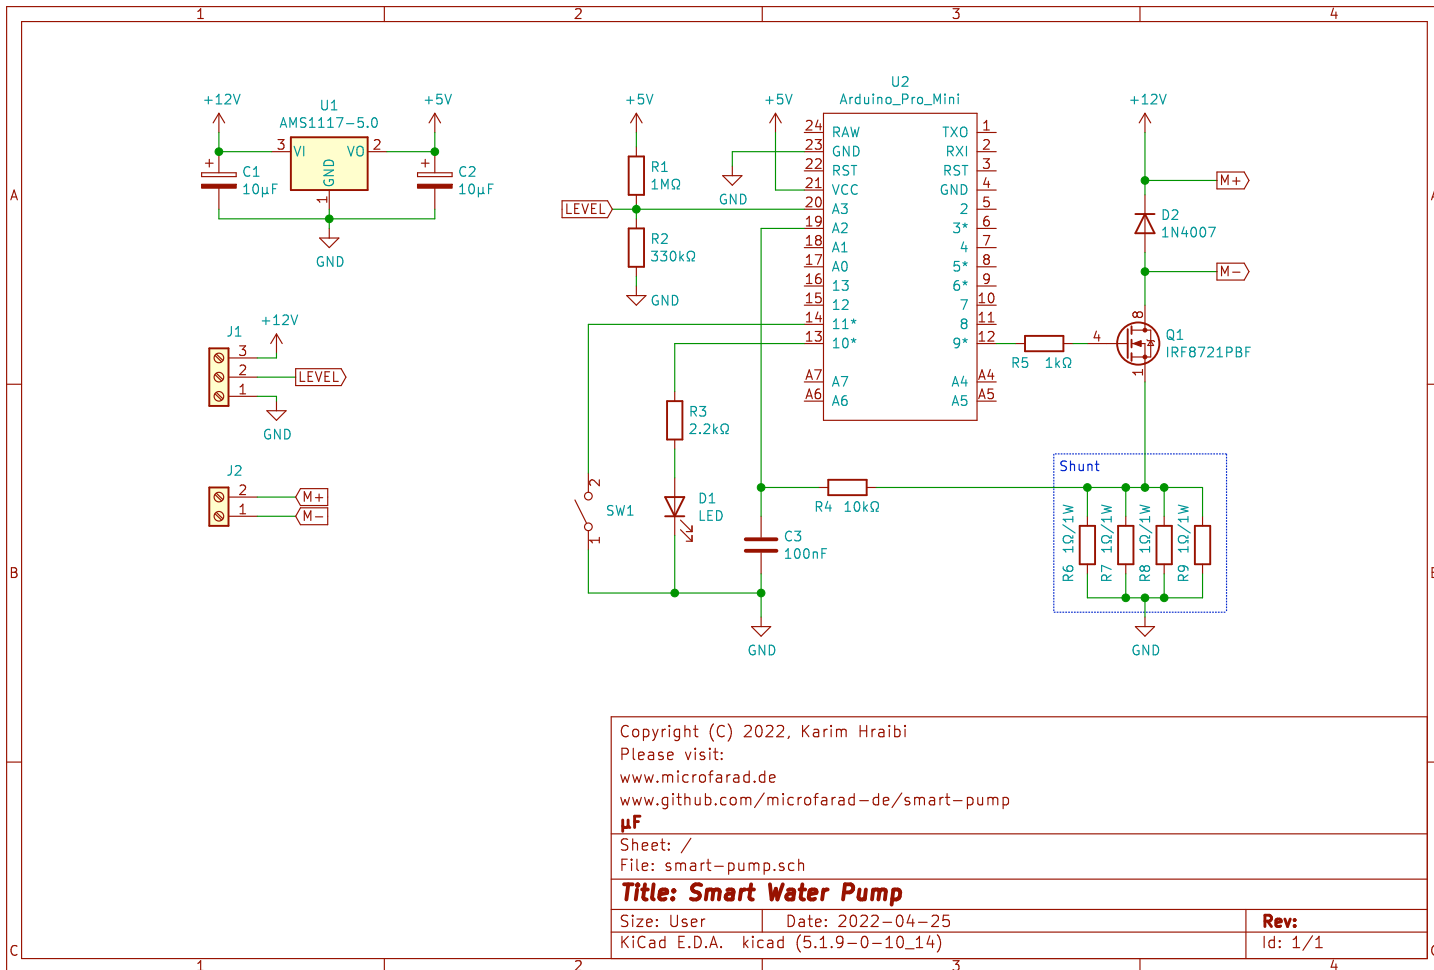 1 2 3 4
A
B
C
+12V
U1
AMS1117-5.0
3 VI VO 2
GND
1
+
C1
10µF
+5V
+
C2
10µF
GND
J1
+12V
3
2
1
LEVEL
GND
J2
2
1
M+
M-
+5V
R1
1MΩ
LEVEL
R2
330kΩ
GND
+5V
GND
U2
Arduino_Pro_Mini
24 RAW TXO 1
23 GND RXI 2
22 RST RST 3
21 VCC GND 4
20 A3 2 5
19 A2 3* 6
18 A1 4 7
17 A0 5* 8
16 13 6* 9
15 12 7 10
14 11* 8 11
13 10* 9* 12
A7 A7 A4 A4
A6 A6 A5 A5
R5 1kΩ
+12V
M+
D2
1N4007
M-
8
4
Q1
IRF8721PBF
1
R3
2.2kΩ
2
SW1
1
D1
LED
R4 10kΩ
C3
100nF
GND
Shunt
R6 1Ω/1W
R7 1Ω/1W
R8 1Ω/1W
R9 1Ω/1W
GND
Copyright (C) 2022, Karim Hraibi
Please visit:
www.microfarad.de
www.github.com/microfarad-de/smart-pump
µF
Sheet: /
File: smart-pump.sch
Title: Smart Water Pump
Size: User Date: 2022-04-25 Rev:
KiCad E.D.A. kicad (5.1.9-0-10_14) Id: 1/1
1 2 3 4